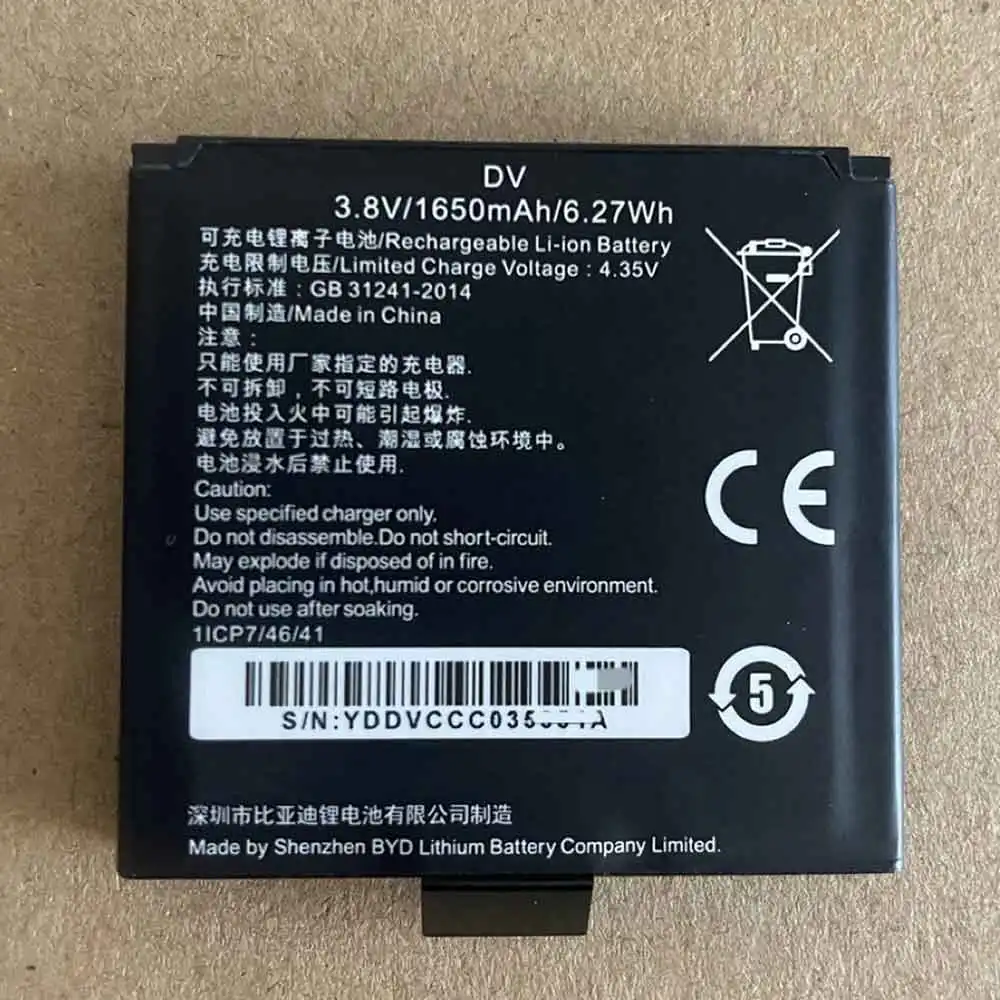 DV
3.8V/1650mAh/6.27Wh
可充电锂离子电池/Rechargeable Li-ion Battery
充电限制电压/Limited Charge Voltage : 4.35V
执行标准: GB 31241-2014
中国制造/Made in China
注意:
只能使用厂家指定的充电器.
不可拆卸, 不可短路电极.
电池投入火中可能引起爆炸.
避免放置于过热、潮湿或腐蚀环境中。
电池浸水后禁止使用.
Caution:
Use specified charger only.
Do not disassemble.Do not short-circuit.
May explode if disposed of in fire.
Avoid placing in hot,humid or corrosive environment.
Do not use after soaking.
1ICP7/46/41
CE
5
S/N:
深圳市比亚迪锂电池有限公司制造
Made by Shenzhen BYD Lithium Battery Company Limited.